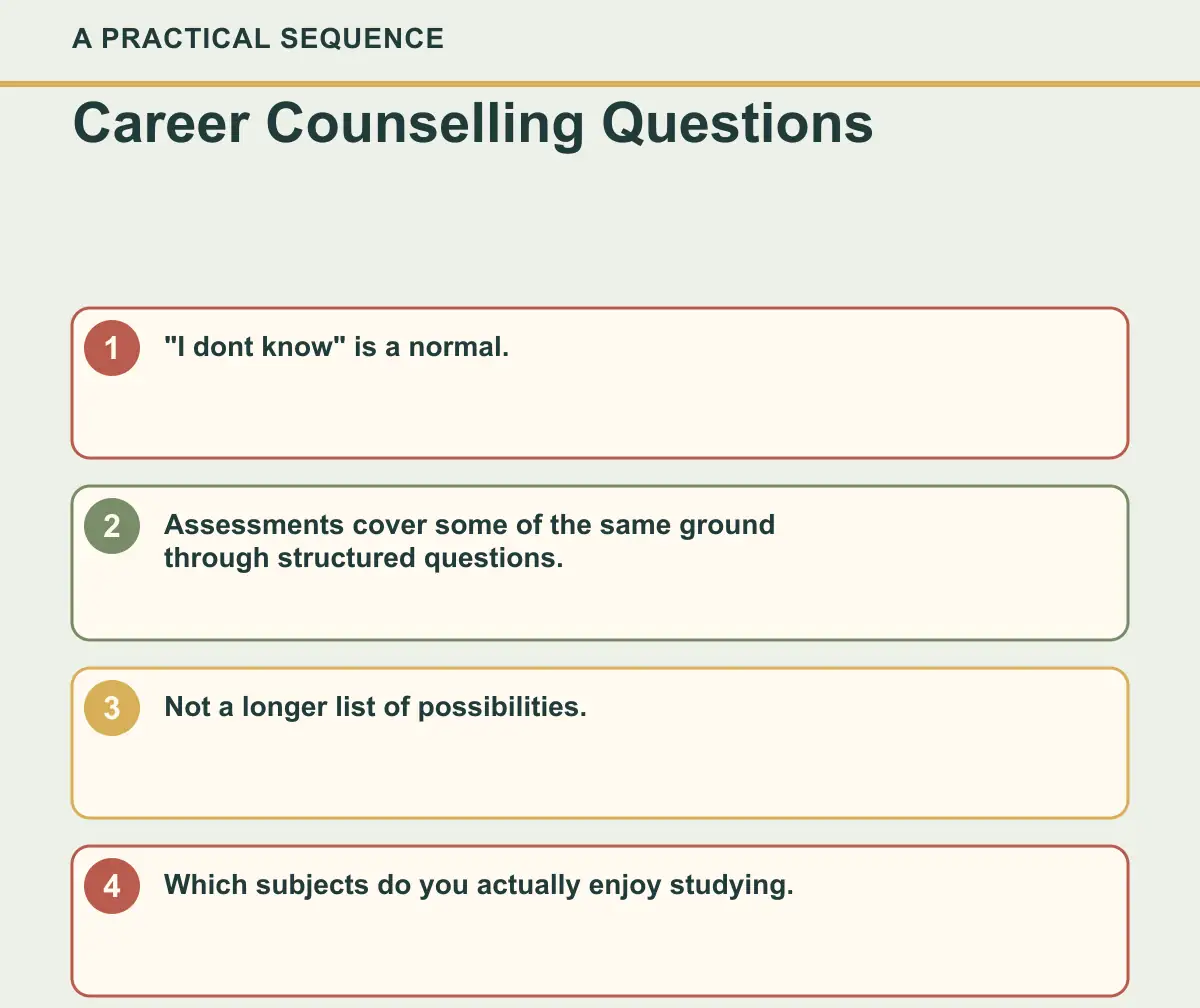 A PRACTICAL SEQUENCE
Career Counselling Questions
1
"I dont know" is a normal.
2
Assessments cover some of the same ground
through structured questions.
3
Not a longer list of possibilities.
4
Which subjects do you actually enjoy studying.